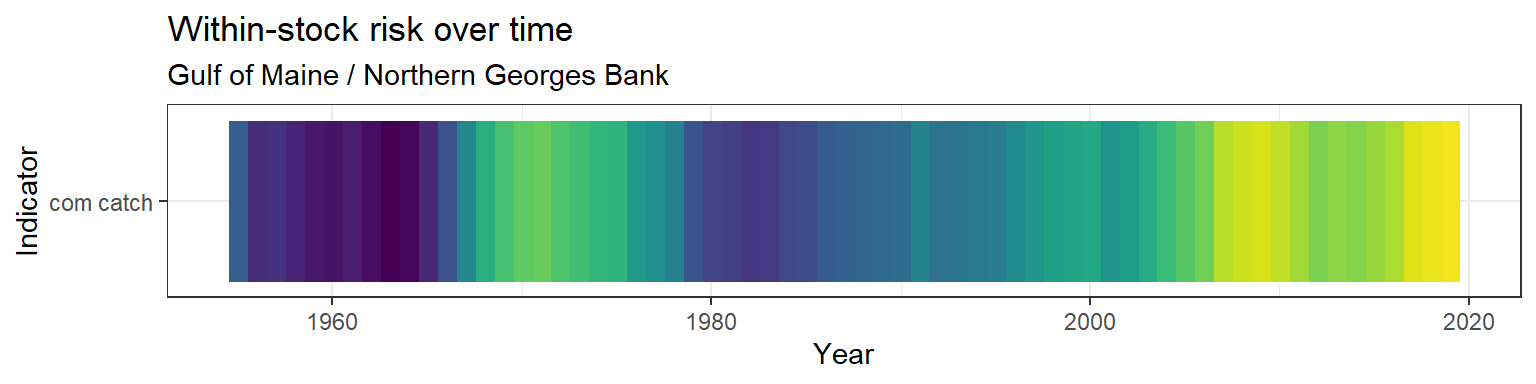 Within-stock risk over time
Gulf of Maine / Northern Georges Bank
Indicator
com catch
1960 1980 2000 2020
Year